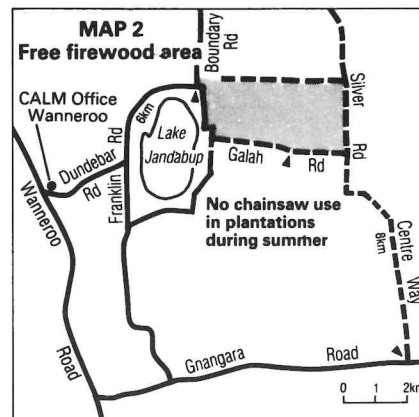 MAP 2
Free firewood area
Boundary
Rd
CALM Office
Wanneroo
Silver
Rd
6km
Lake
Jandabup
Dundebar
Rd
Galah Rd
Franklin Rd
Wanneroo
Road
No chainsaw use
in plantations
during summer
Centre
Way
8km
Gnangara Road
0 1 2km